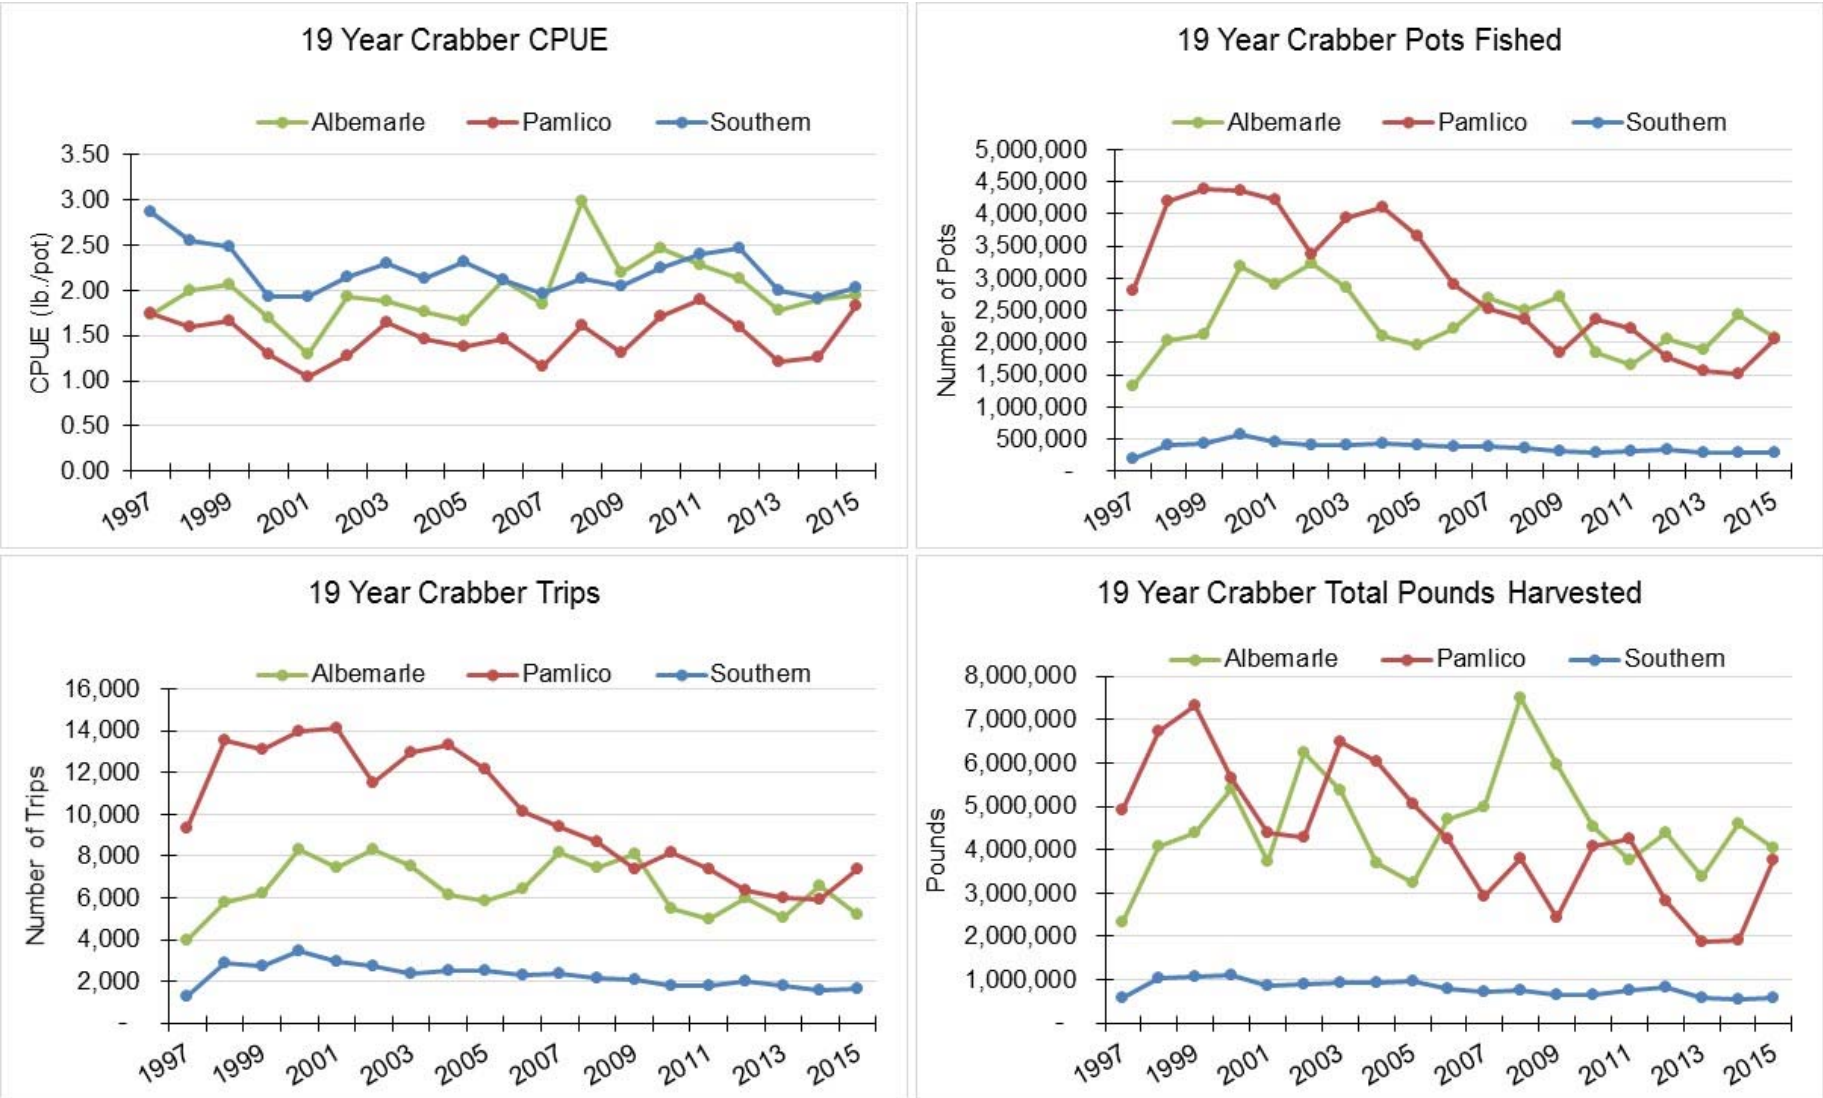 19 Year Crabber CPUE
Albemarle Pamlico Southern
CPUE (lb./pot)
3.50
3.00
2.50
2.00
1.50
1.00
0.50
0.00
1997 1999 2001 2003 2005 2007 2009 2011 2013 2015
19 Year Crabber Pots Fished
Albemarle Pamlico Southern
Number of Pots
5,000,000
4,500,000
4,000,000
3,500,000
3,000,000
2,500,000
2,000,000
1,500,000
1,000,000
500,000
-
1997 1999 2001 2003 2005 2007 2009 2011 2013 2015
19 Year Crabber Trips
Albemarle Pamlico Southern
Number of Trips
16,000
14,000
12,000
10,000
8,000
6,000
4,000
2,000
-
1997 1999 2001 2003 2005 2007 2009 2011 2013 2015
19 Year Crabber Total Pounds Harvested
Albemarle Pamlico Southern
Pounds
8,000,000
7,000,000
6,000,000
5,000,000
4,000,000
3,000,000
2,000,000
1,000,000
-
1997 1999 2001 2003 2005 2007 2009 2011 2013 2015